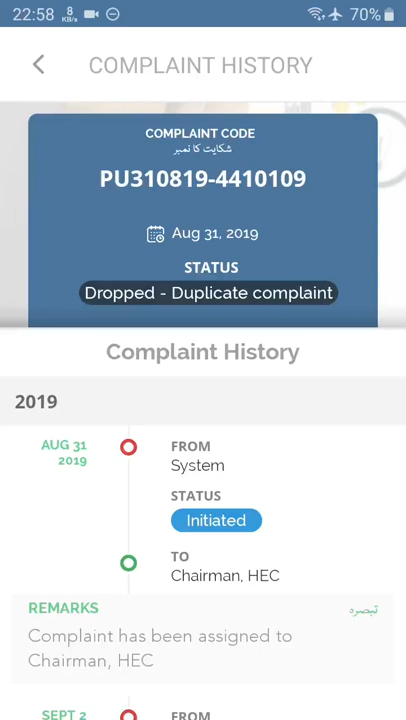 22:58 8 KB/s 70%
COMPLAINT HISTORY
COMPLAINT CODE
شکایت کا نمبر
PU310819-4410109
Aug 31, 2019
STATUS
Dropped - Duplicate complaint
Complaint History
2019
AUG 31
2019
FROM
System
STATUS
Initiated
TO
Chairman, HEC
REMARKS تبصرہ
Complaint has been assigned to
Chairman, HEC
SEPT 2 FROM